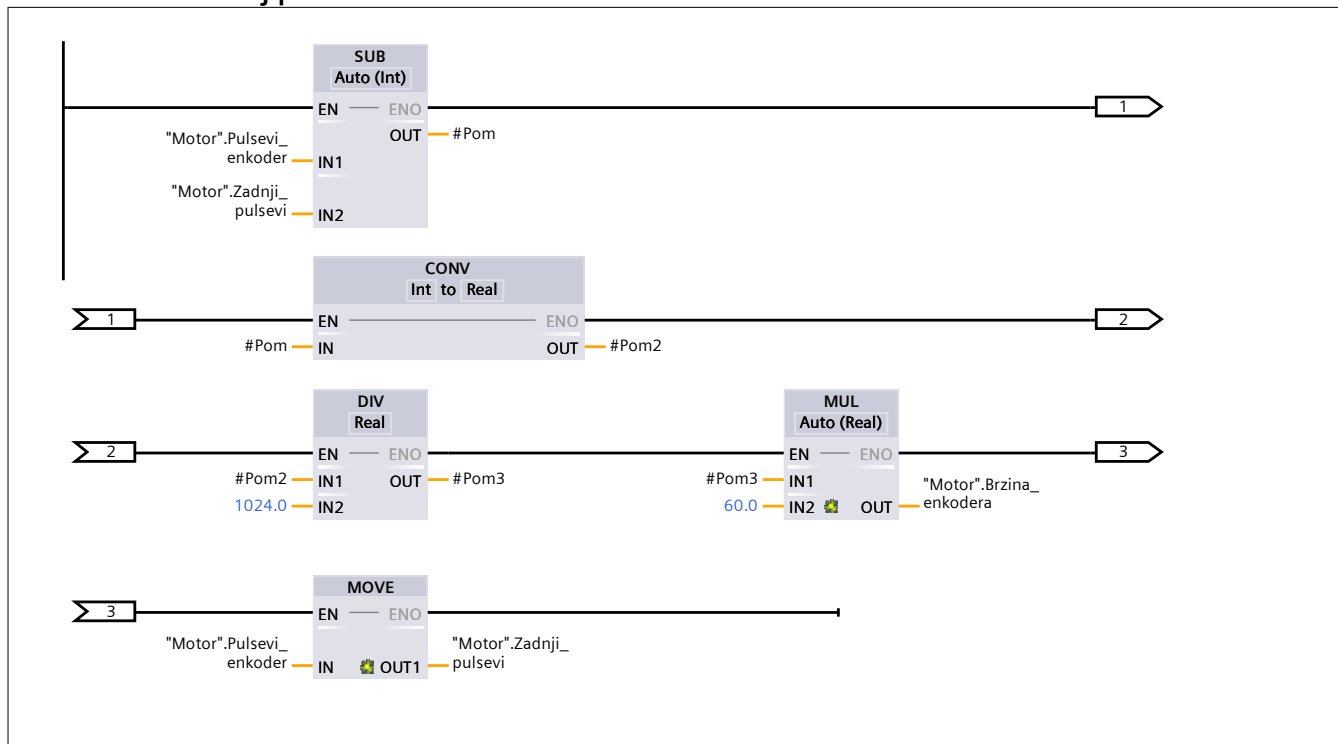 SUB
Auto (Int)
EN ENO
1
"Motor".Pulsevi_
enkoder
IN1
OUT
#Pom
"Motor".Zadnji_
pulsevi
IN2
CONV
Int to Real
1
EN ENO
2
#Pom
IN OUT
#Pom2
DIV
Real
MUL
Auto (Real)
2
EN ENO
EN ENO
3
#Pom2
IN1 OUT
#Pom3
#Pom3
IN1
1024.0
IN2
60.0
IN2 OUT
"Motor".Brzina_
enkodera
MOVE
3
EN ENO
"Motor".Pulsevi_
enkoder
IN OUT1
"Motor".Zadnji_
pulsevi